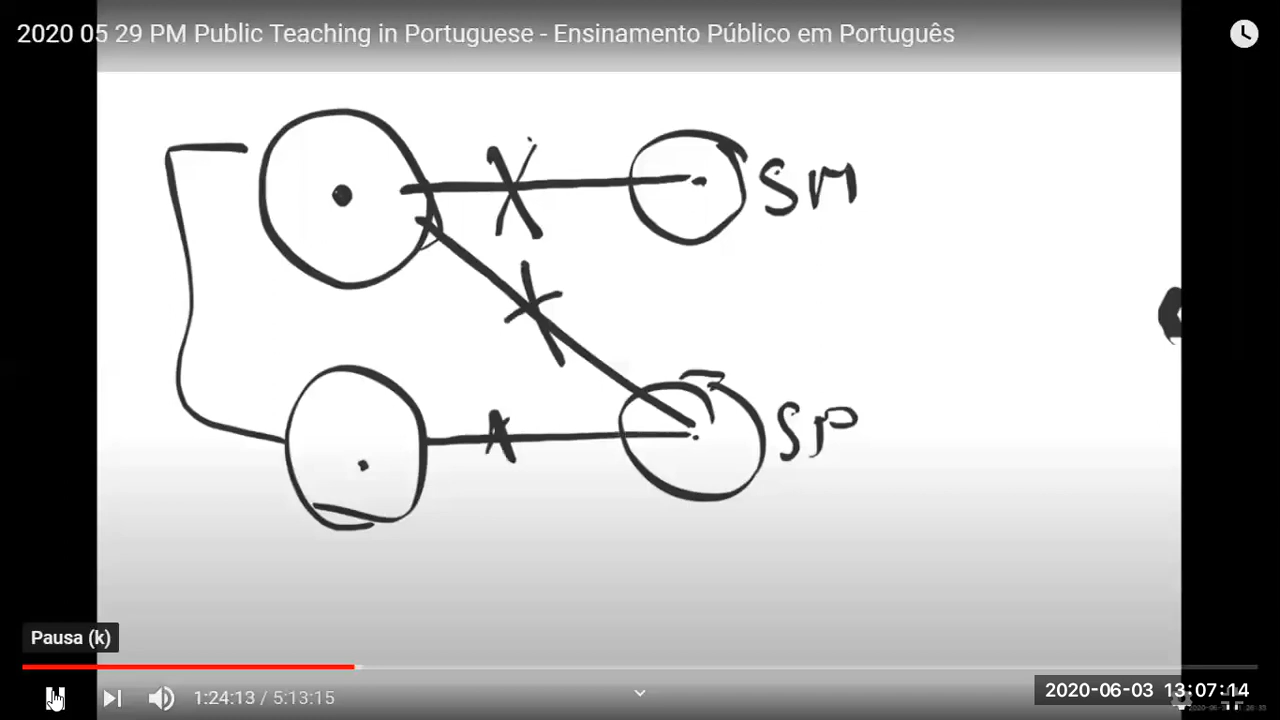 2020 05 29 PM Public Teaching in Portuguese - Ensinamento Público em Português
SM
SP
Pausa (k)
1:24:13 / 5:13:15
2020-06-03 13:07:14